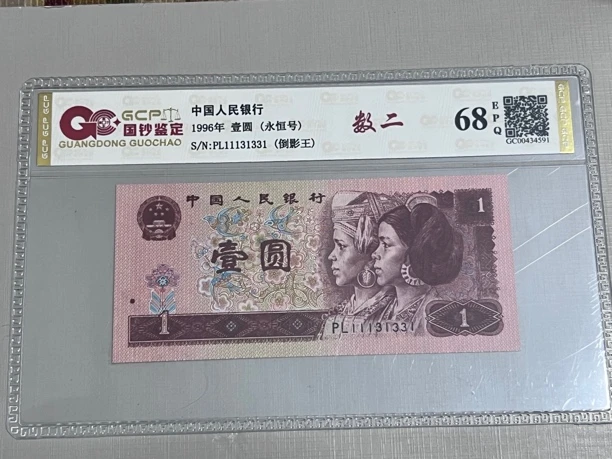 GCP
国钞鉴定
GUANGDONG GUOCHAO
中国人民银行
1996年 壹圆 (永恒号)
S/N:PL11131331 (倒影王)
数二
68
EPQ
GC00434591
中国人民银行
壹圆
1
1
1
PL11131331